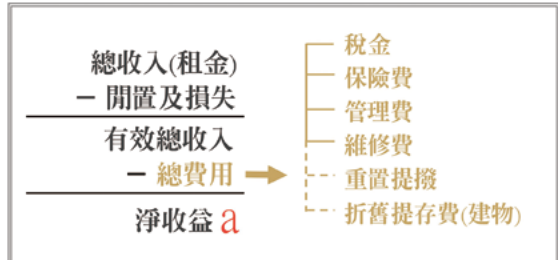 總收入(租金)
– 閒置及損失
有效總收入
– 總費用
淨收益 a
稅金
保險費
管理費
維修費
重置提撥
折舊提存費(建物)